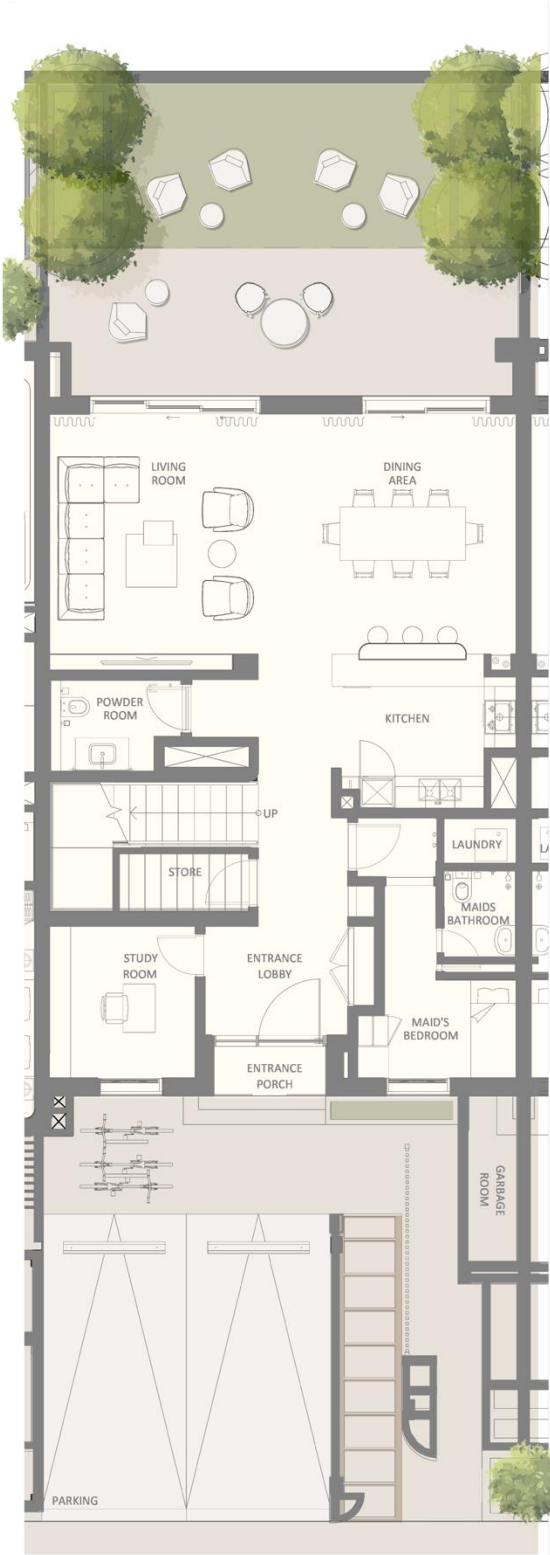 LIVING
ROOM
DINING
AREA
POWDER
ROOM
KITCHEN
UP
STORE
LAUNDRY
MAIDS
BATHROOM
STUDY
ROOM
ENTRANCE
LOBBY
MAID'S
BEDROOM
ENTRANCE
PORCH
GARBAGE
ROOM
PARKING